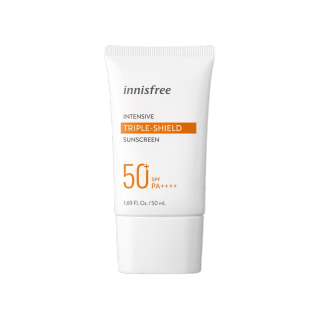 innisfree
INTENSIVE
TRIPLE-SHIELD
SUNSCREEN
50+ SPF
PA++++
1.69 Fl. Oz. / 50 mL